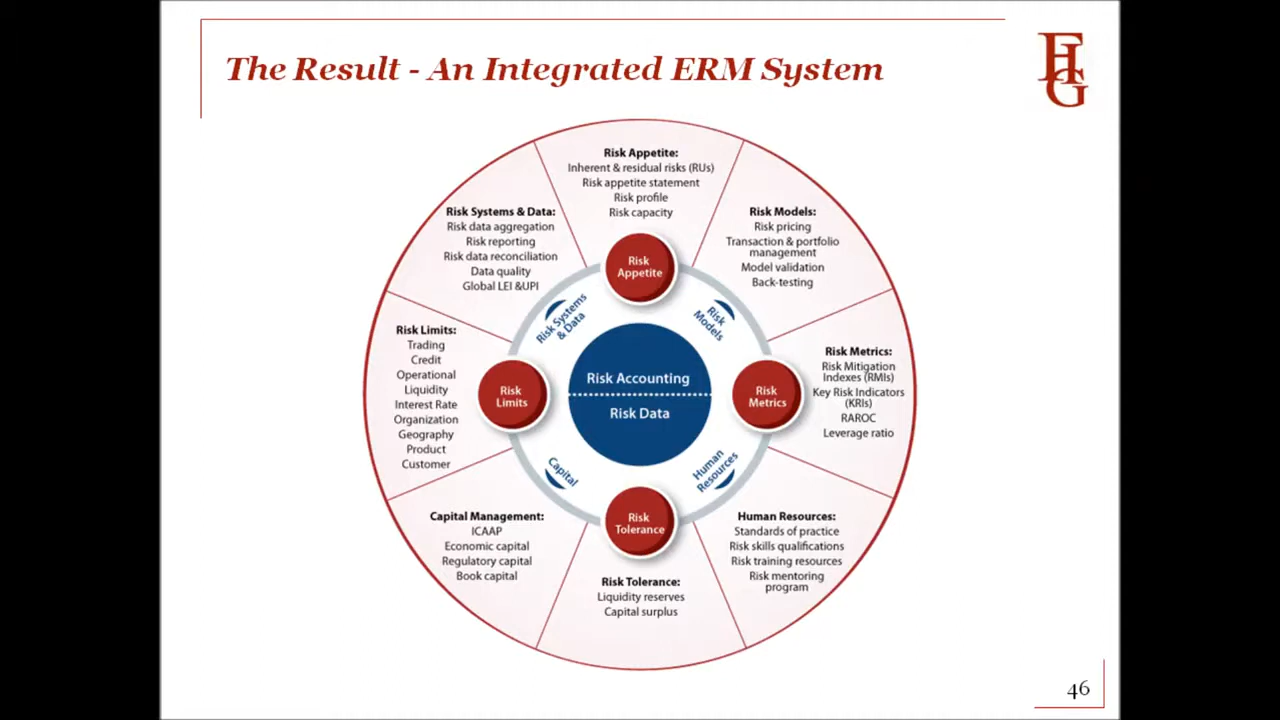 The Result - An Integrated ERM System
FHG
Risk Appetite:
Inherent & residual risks (RUs)
Risk appetite statement
Risk profile
Risk capacity
Risk Models:
Risk pricing
Transaction & portfolio
management
Model validation
Back-testing
Risk Metrics:
Risk Mitigation
Indexes (RMIs)
Key Risk Indicators
(KRIs)
RAROC
Leverage ratio
Human Resources:
Standards of practice
Risk skills qualifications
Risk training resources
Risk mentoring
program
Risk Tolerance:
Liquidity reserves
Capital surplus
Capital Management:
ICAAP
Economic capital
Regulatory capital
Book capital
Risk Limits:
Trading
Credit
Operational
Liquidity
Interest Rate
Organization
Geography
Product
Customer
Risk Systems & Data:
Risk data aggregation
Risk reporting
Risk data reconciliation
Data quality
Global LEI &UPI
Risk
Appetite
Risk
Models
Risk
Metrics
Human
Resources
Risk
Tolerance
Capital
Risk
Limits
Risk Systems
& Data
Risk Accounting
Risk Data
46